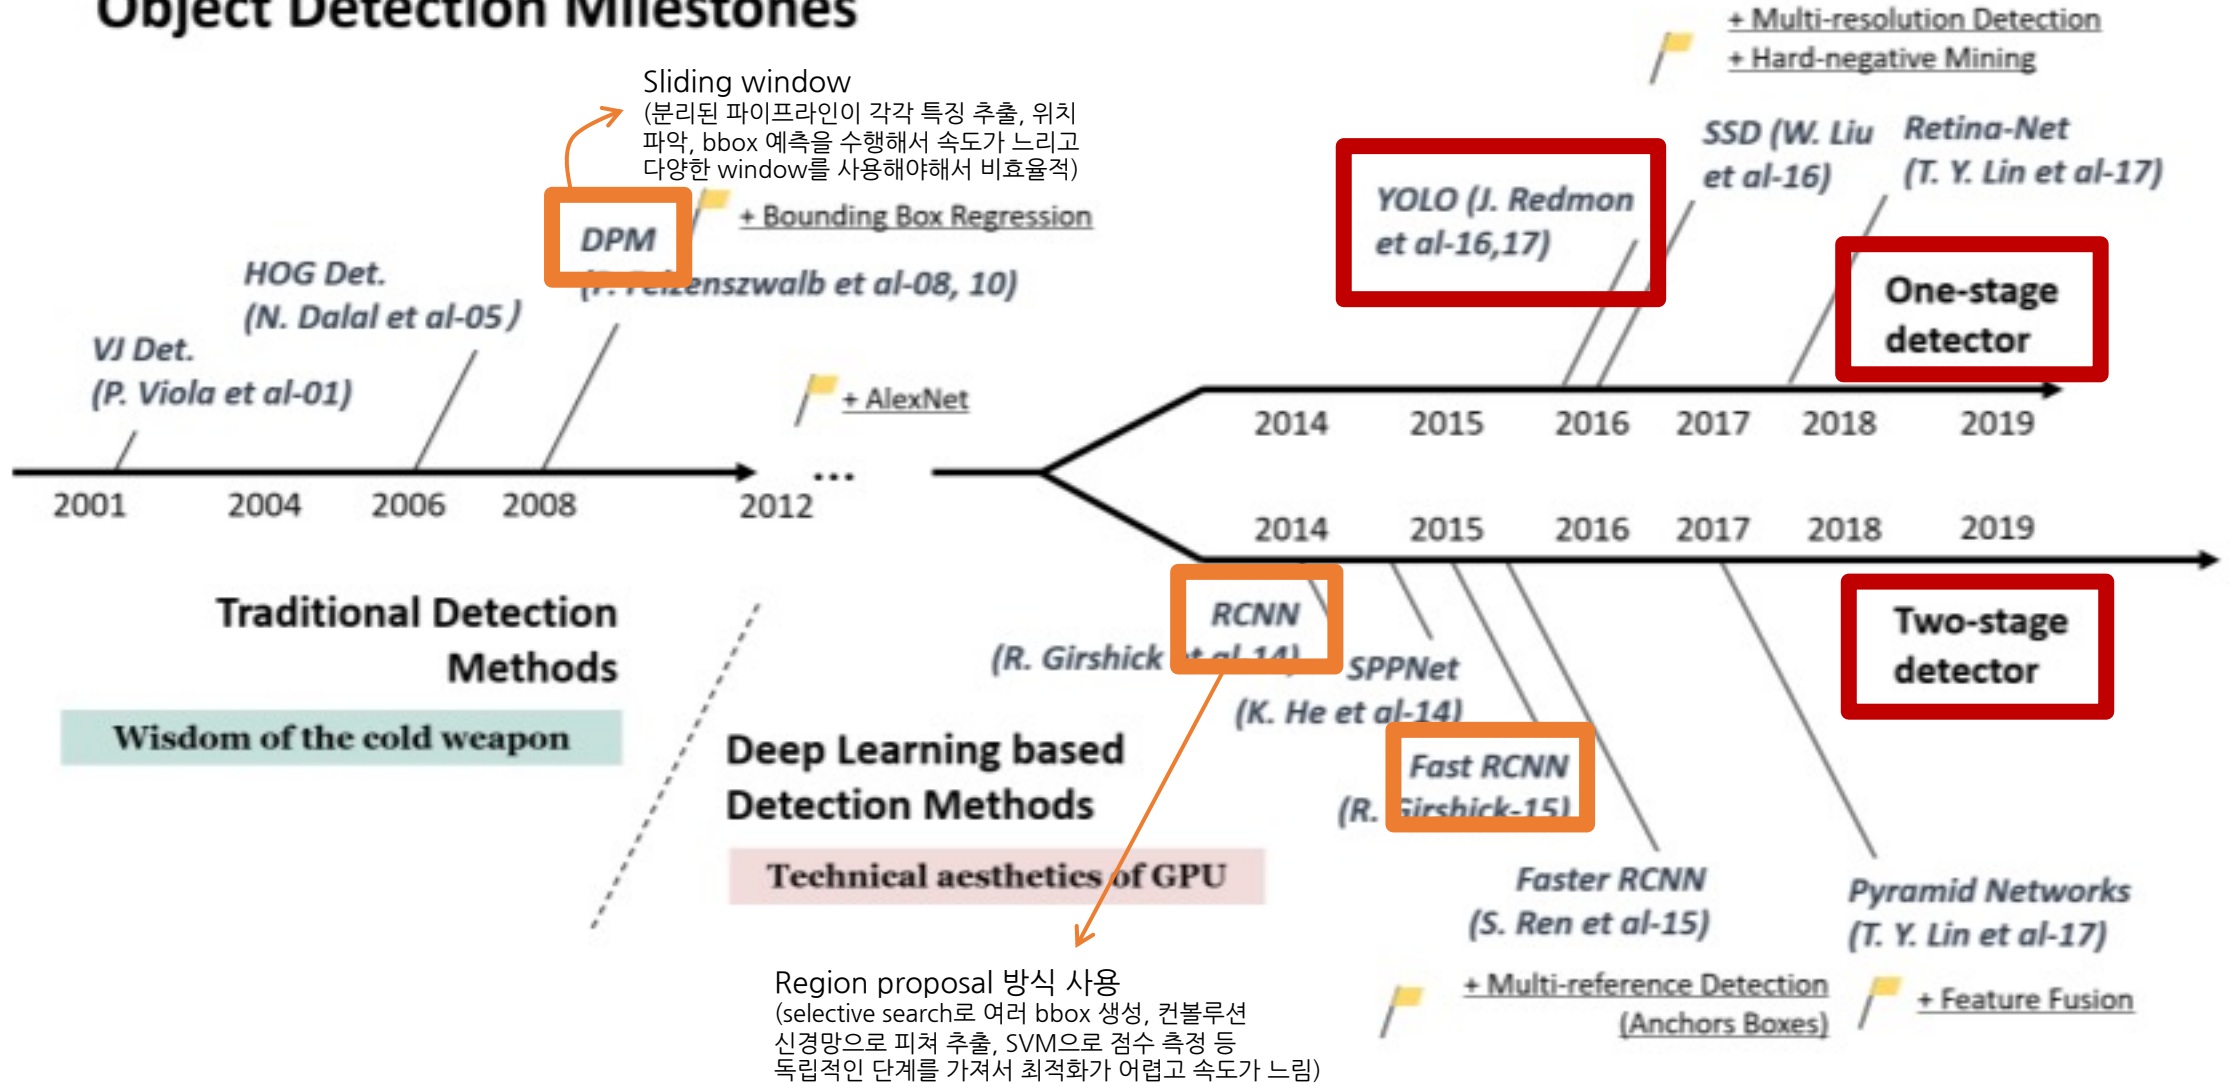 Object Detection Milestones
+ Multi-resolution Detection
+ Hard-negative Mining
Sliding window
(분리된 파이프라인이 각각 특징 추출, 위치
파악, bbox 예측을 수행해서 속도가 느리고
다양한 window를 사용해야해서 비효율적)
SSD (W. Liu
et al-16)
Retina-Net
(T. Y. Lin et al-17)
YOLO (J. Redmon
et al-16,17)
+ Bounding Box Regression
DPM
(P. Felzenszwalb et al-08, 10)
HOG Det.
(N. Dalal et al-05)
VJ Det.
(P. Viola et al-01)
One-stage
detector
+ AlexNet
2014 2015 2016 2017 2018 2019
...
2001 2004 2006 2008 2012
2014 2015 2016 2017 2018 2019
Traditional Detection
Methods
Wisdom of the cold weapon
RCNN
(R. Girshick et al-14)
Two-stage
detector
SPPNet
(K. He et al-14)
Deep Learning based
Detection Methods
Technical aesthetics of GPU
Fast RCNN
(R. Girshick-15)
Faster RCNN
(S. Ren et al-15)
Pyramid Networks
(T. Y. Lin et al-17)
+ Multi-reference Detection
(Anchors Boxes)
+ Feature Fusion
Region proposal 방식 사용
(selective search로 여러 bbox 생성, 컨볼루션
신경망으로 피쳐 추출, SVM으로 점수 측정 등
독립적인 단계를 가져서 최적화가 어렵고 속도가 느림)